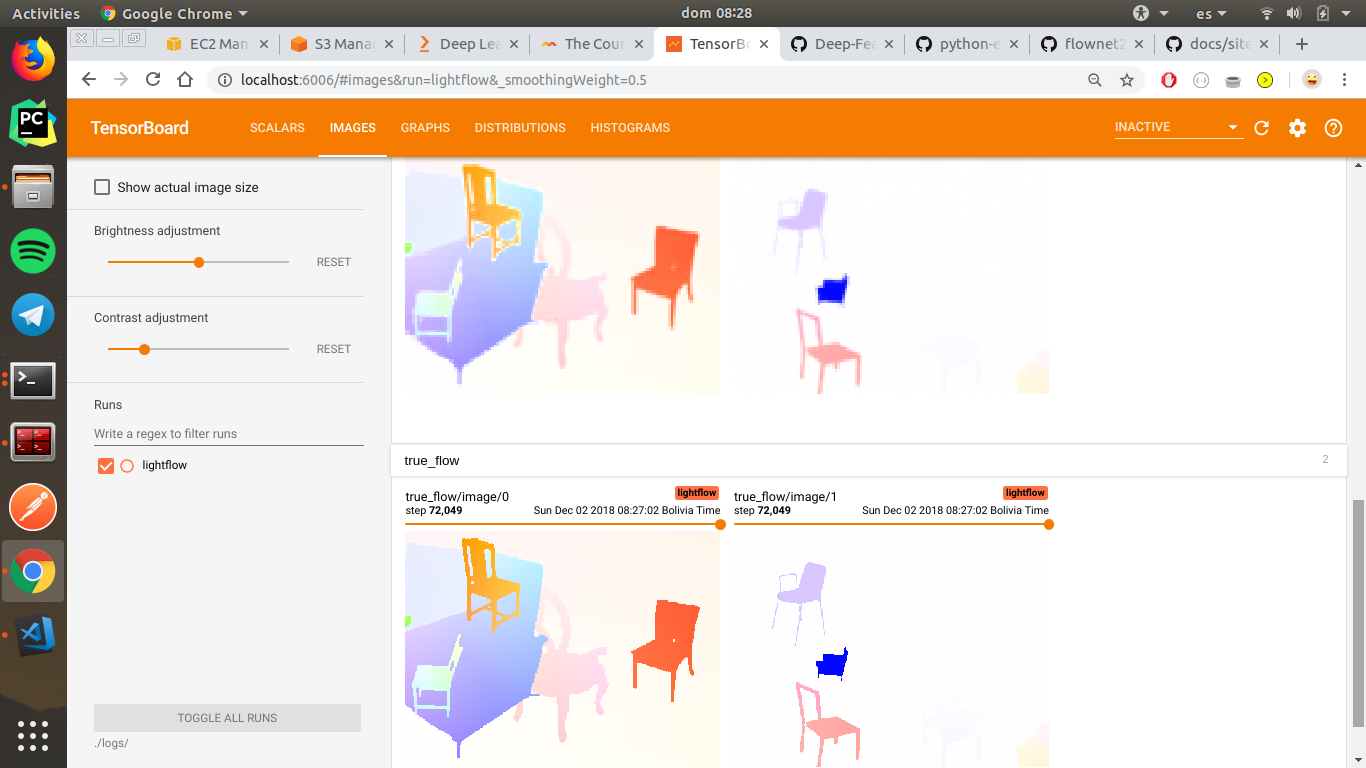 Activities
Google Chrome
dom 08:28
es
EC2 Man
S3 Manag
Deep Lea
The Cour
TensorBo
Deep-Fea
python-e
flownet2
docs/site
localhost:6006/#images&run=lightflow&_smoothingWeight=0.5
TensorBoard
SCALARS
IMAGES
GRAPHS
DISTRIBUTIONS
HISTOGRAMS
INACTIVE
PC
Show actual image size
Brightness adjustment
RESET
Contrast adjustment
RESET
Runs
Write a regex to filter runs
lightflow
TOGGLE ALL RUNS
./logs/
true_flow
2
true_flow/image/0
lightflow
step 72,049
Sun Dec 02 2018 08:27:02 Bolivia Time
true_flow/image/1
lightflow
step 72,049
Sun Dec 02 2018 08:27:02 Bolivia Time